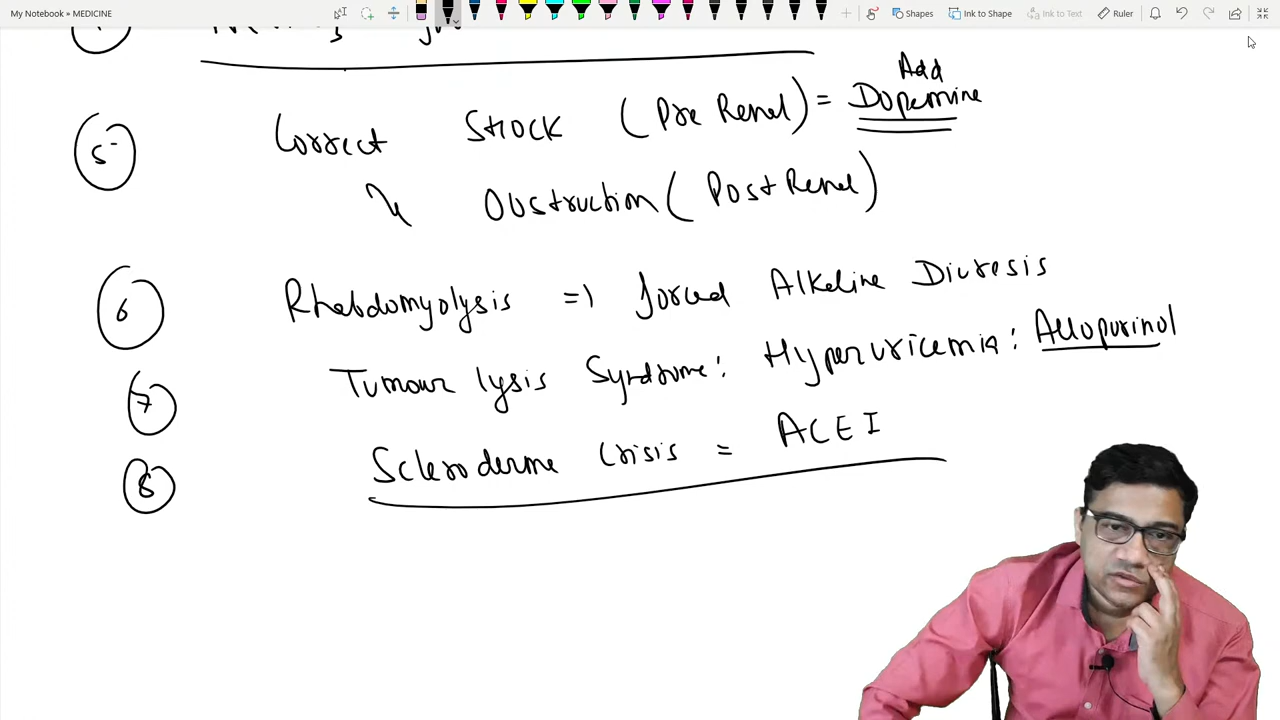 My Notebook » MEDICINE
Shapes
Ink to Shape
Ink to Text
Ruler
Add
5 Correct Shock (Pre Renal) = Dopamine
Obstruction (Post Renal)
6 Rhabdomyolysis => forced Alkaline Diuresis
7 Tumour lysis Syndrome: Hyperuricemia: Allopurinol
8 Scleroderma Crisis = ACEI